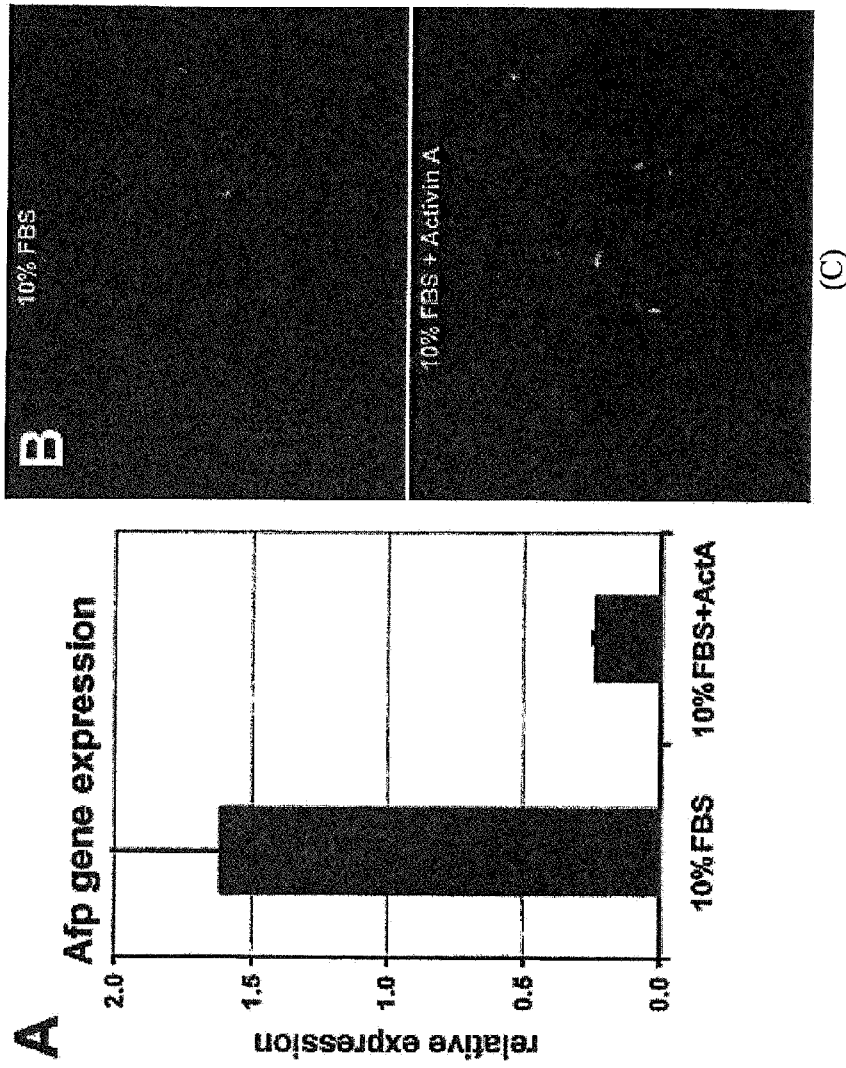 A
Afp gene expression
relative expression
2.0
1.5
1.0
0.5
0.0
10%FBS
10%FBS+ActA
B
10% FBS
10% FBS + Activin A
(C)